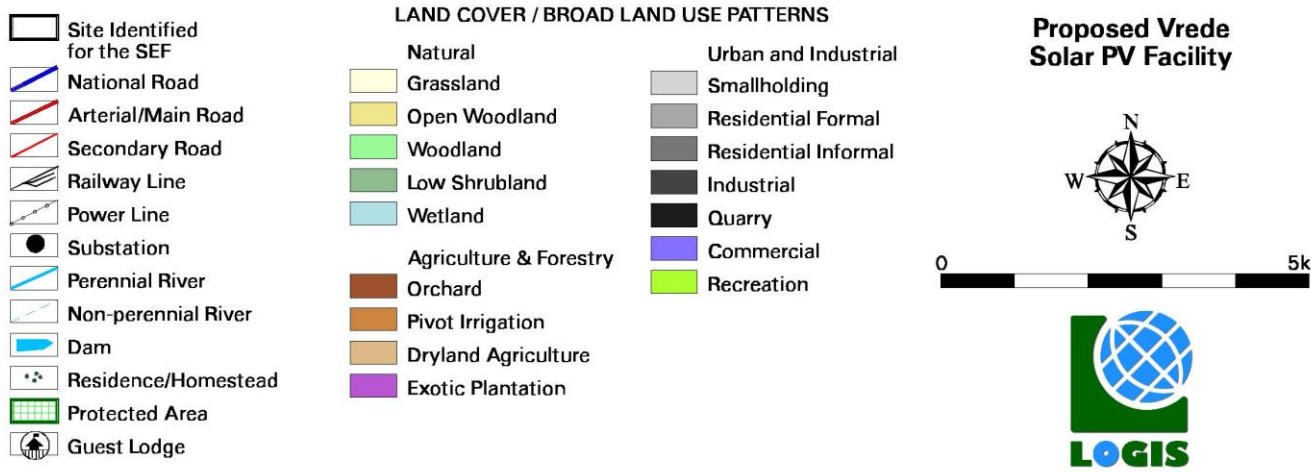 Site Identified
for the SEF
National Road
Arterial/Main Road
Secondary Road
Railway Line
Power Line
Substation
Perennial River
Non-perennial River
Dam
Residence/Homestead
Protected Area
Guest Lodge
LAND COVER / BROAD LAND USE PATTERNS
Natural
Grassland
Open Woodland
Woodland
Low Shrubland
Wetland
Agriculture & Forestry
Orchard
Pivot Irrigation
Dryland Agriculture
Exotic Plantation
Urban and Industrial
Smallholding
Residential Formal
Residential Informal
Industrial
Quarry
Commercial
Recreation
Proposed Vrede
Solar PV Facility
N
W E
S
0 5k
LOGIS